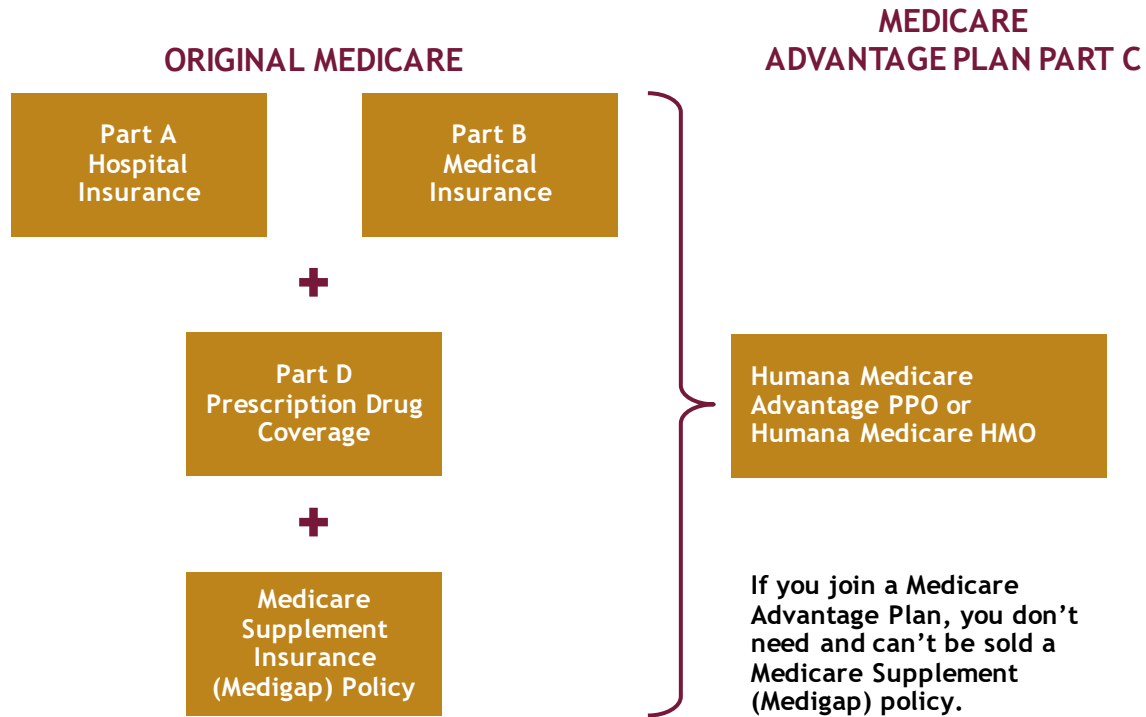 ORIGINAL MEDICARE
MEDICARE
ADVANTAGE PLAN PART C
Part A
Hospital
Insurance
Part B
Medical
Insurance
+
Part D
Prescription Drug
Coverage
+
Medicare
Supplement
Insurance
(Medigap) Policy
Humana Medicare
Advantage PPO or
Humana Medicare HMO
If you join a Medicare
Advantage Plan, you don’t
need and can’t be sold a
Medicare Supplement
(Medigap) policy.